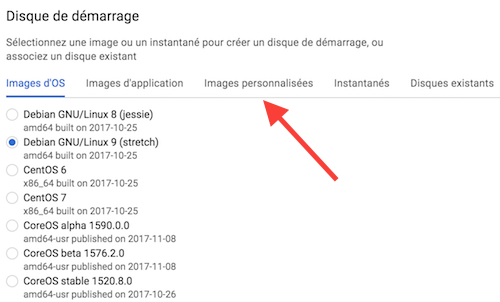 Disque de démarrage
Sélectionnez une image ou un instantané pour créer un disque de démarrage, ou
associez un disque existant
Images d'OS Images d'application Images personnalisées Instantanés Disques existants
Debian GNU/Linux 8 (jessie)
amd64 built on 2017-10-25
Debian GNU/Linux 9 (stretch)
amd64 built on 2017-10-25
CentOS 6
x86_64 built on 2017-10-25
CentOS 7
x86_64 built on 2017-10-25
CoreOS alpha 1590.0.0
amd64-usr published on 2017-11-08
CoreOS beta 1576.2.0
amd64-usr published on 2017-11-08
CoreOS stable 1520.8.0
amd64-usr published on 2017-10-26